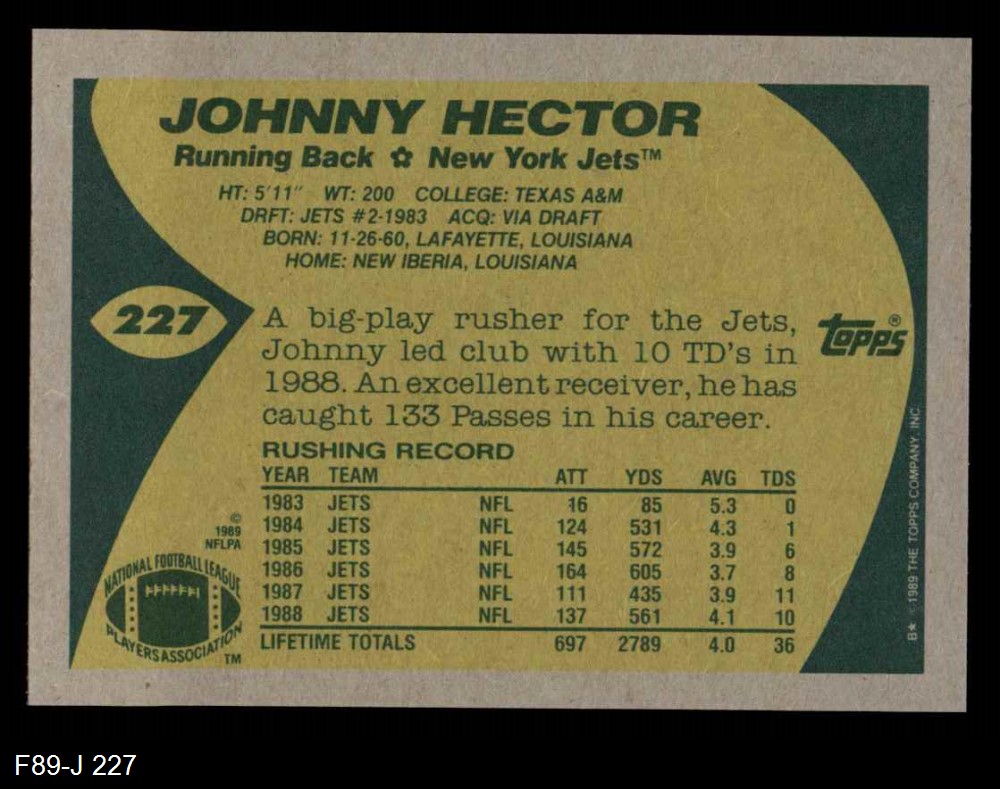 JOHNNY HECTOR
Running Back ✿ New York Jets™
HT: 5'11" WT: 200 COLLEGE: TEXAS A&M
DRFT: JETS #2-1983 ACQ: VIA DRAFT
BORN: 11-26-60, LAFAYETTE, LOUISIANA
HOME: NEW IBERIA, LOUISIANA
227
A big-play rusher for the Jets,
Johnny led club with 10 TD's in
1988. An excellent receiver, he has
caught 133 Passes in his career.
topps®
RUSHING RECORD
YEAR TEAM ATT YDS AVG TDS
1983 JETS NFL 16 85 5.3 0
1984 JETS NFL 124 531 4.3 1
1985 JETS NFL 145 572 3.9 6
1986 JETS NFL 164 605 3.7 8
1987 JETS NFL 111 435 3.9 11
1988 JETS NFL 137 561 4.1 10
LIFETIME TOTALS 697 2789 4.0 36
©
1989
NFLPA
NATIONAL FOOTBALL LEAGUE
PLAYERS ASSOCIATION
TM
B★ © 1989 THE TOPPS COMPANY, INC.
F89-J 227